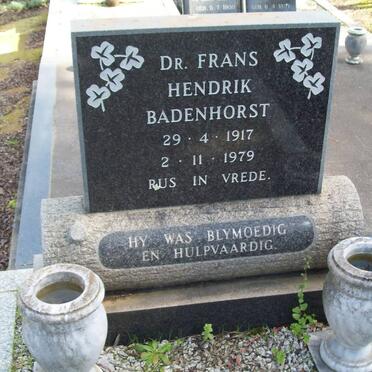 DR. FRANS
HENDRIK
BADENHORST
29 · 4 · 1917
2 · 11 · 1979
RUS IN VREDE.
HY WAS BLYMOEDIG
EN HULPVAARDIG.